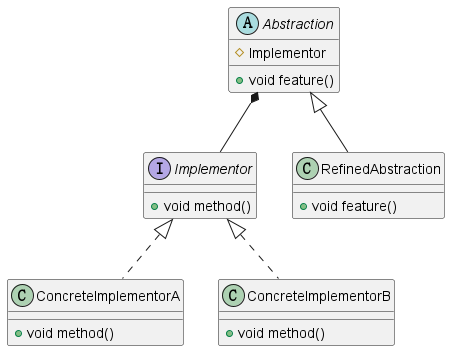 A Abstraction
Implementor
void feature()
I Implementor
void method()
C RefinedAbstraction
void feature()
C ConcreteImplementorA
void method()
C ConcreteImplementorB
void method()